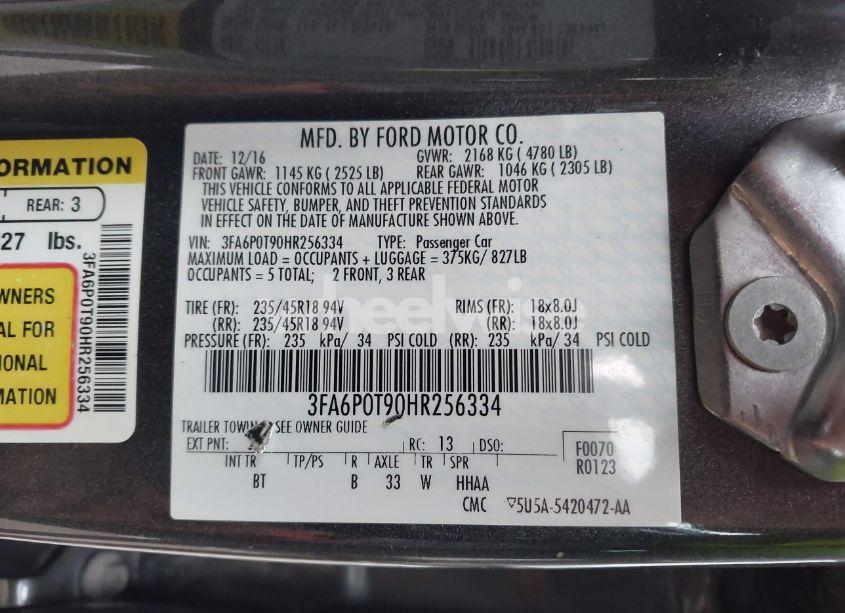 ORMATION
REAR: 3
27 lbs.
3FA6P0T90HR256334
OWNERS
AL FOR
IONAL
MATION
MFD. BY FORD MOTOR CO.
DATE: 12/16 GVWR: 2168 KG ( 4780 LB)
FRONT GAWR: 1145 KG ( 2525 LB) REAR GAWR: 1046 KG ( 2305 LB)
THIS VEHICLE CONFORMS TO ALL APPLICABLE FEDERAL MOTOR
VEHICLE SAFETY, BUMPER, AND THEFT PREVENTION STANDARDS
IN EFFECT ON THE DATE OF MANUFACTURE SHOWN ABOVE.
VIN: 3FA6P0T90HR256334 TYPE: Passenger Car
MAXIMUM LOAD = OCCUPANTS + LUGGAGE = 375KG/ 827LB
OCCUPANTS = 5 TOTAL; 2 FRONT, 3 REAR
TIRE (FR): 235/45R18 94V RIMS (FR): 18x8.0J
(RR): 235/45R18 94V (RR): 18x8.0J
PRESSURE (FR): 235 kPa/ 34 PSI COLD (RR): 235 kPa/ 34 PSI COLD
3FA6P0T90HR256334
TRAILER TOWING SEE OWNER GUIDE
EXT PNT: RC: 13 DSO: F0070
R0123
INT TR TP/PS R AXLE TR SPR
BT B 33 W HHAA
CMC ▽5U5A-5420472-AA